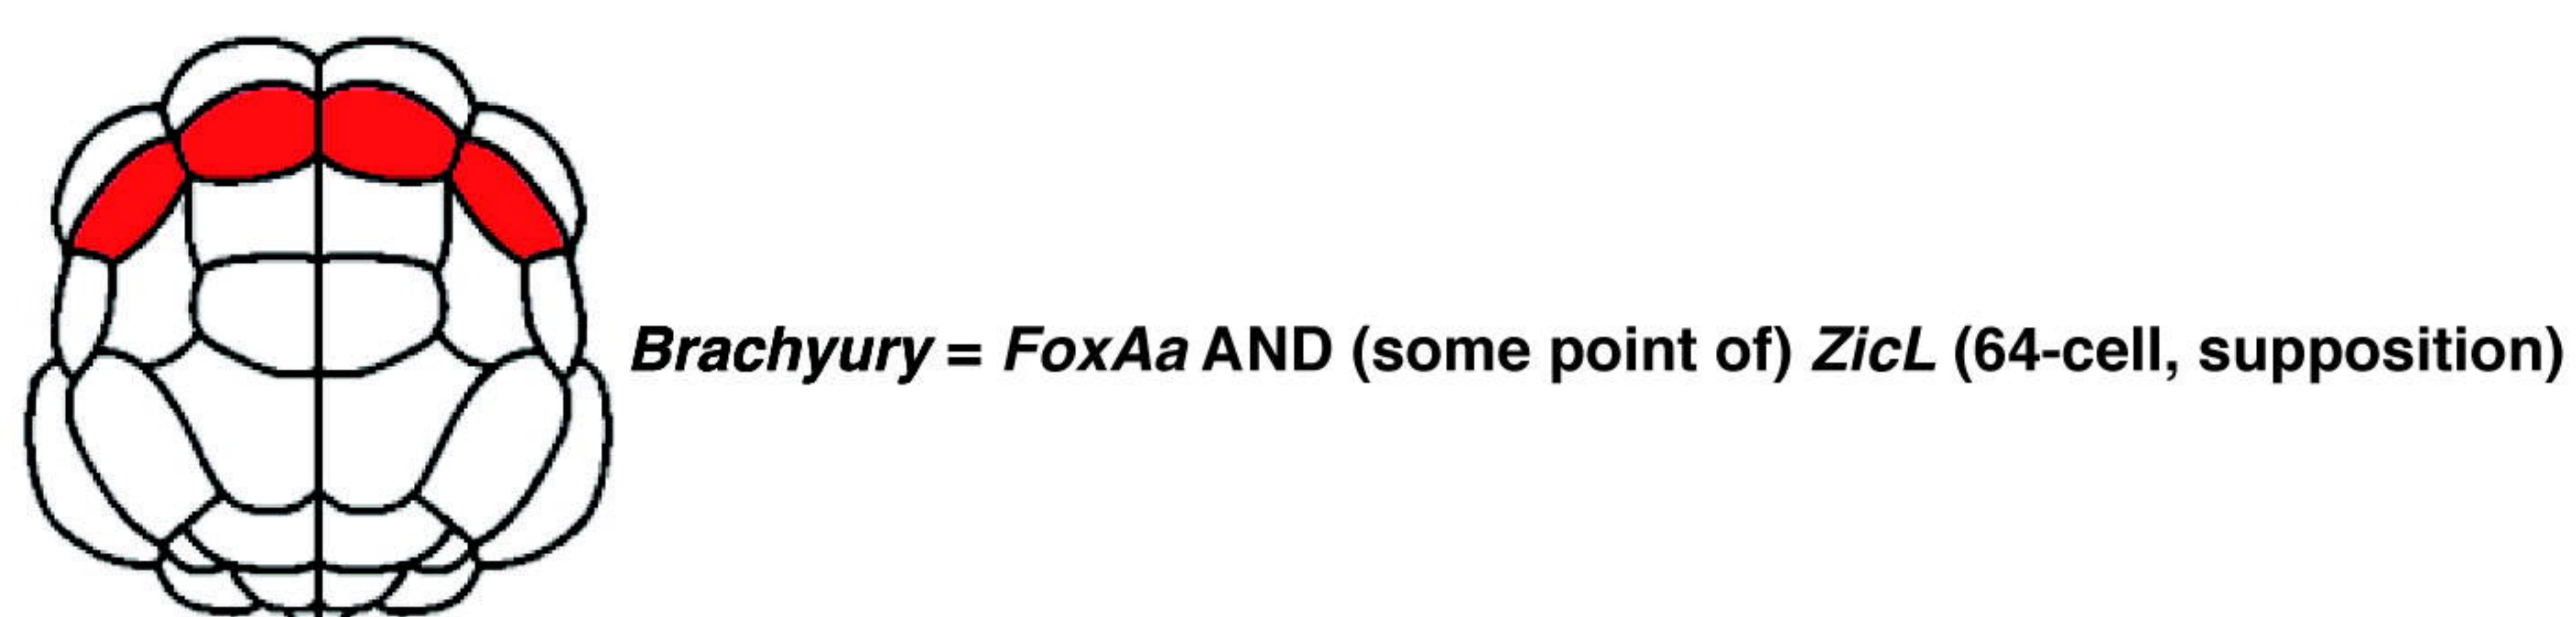 Brachyury = FoxAa AND (some point of) ZicL (64-cell, supposition)